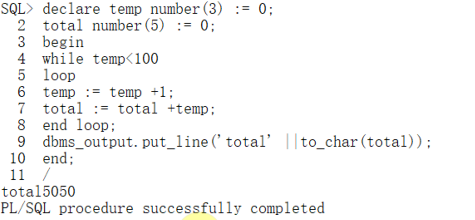 SQL> declare temp number(3) := 0;
2 total number(5) := 0;
3 begin
4 while temp<100
5 loop
6 temp := temp +1;
7 total := total +temp;
8 end loop;
9 dbms_output.put_line('total' ||to_char(total));
10 end;
11 /
total5050
PL/SQL procedure successfully completed